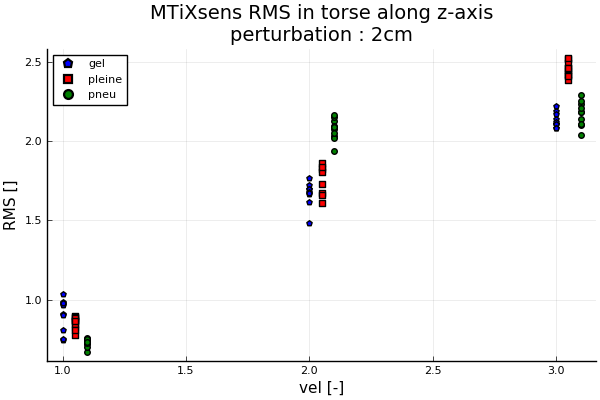 MTiXsens RMS in torse along z-axis
perturbation : 2cm
gel
pleine
pneu
RMS []
2.5
2.0
1.5
1.0
1.0 1.5 2.0 2.5 3.0
vel [-]